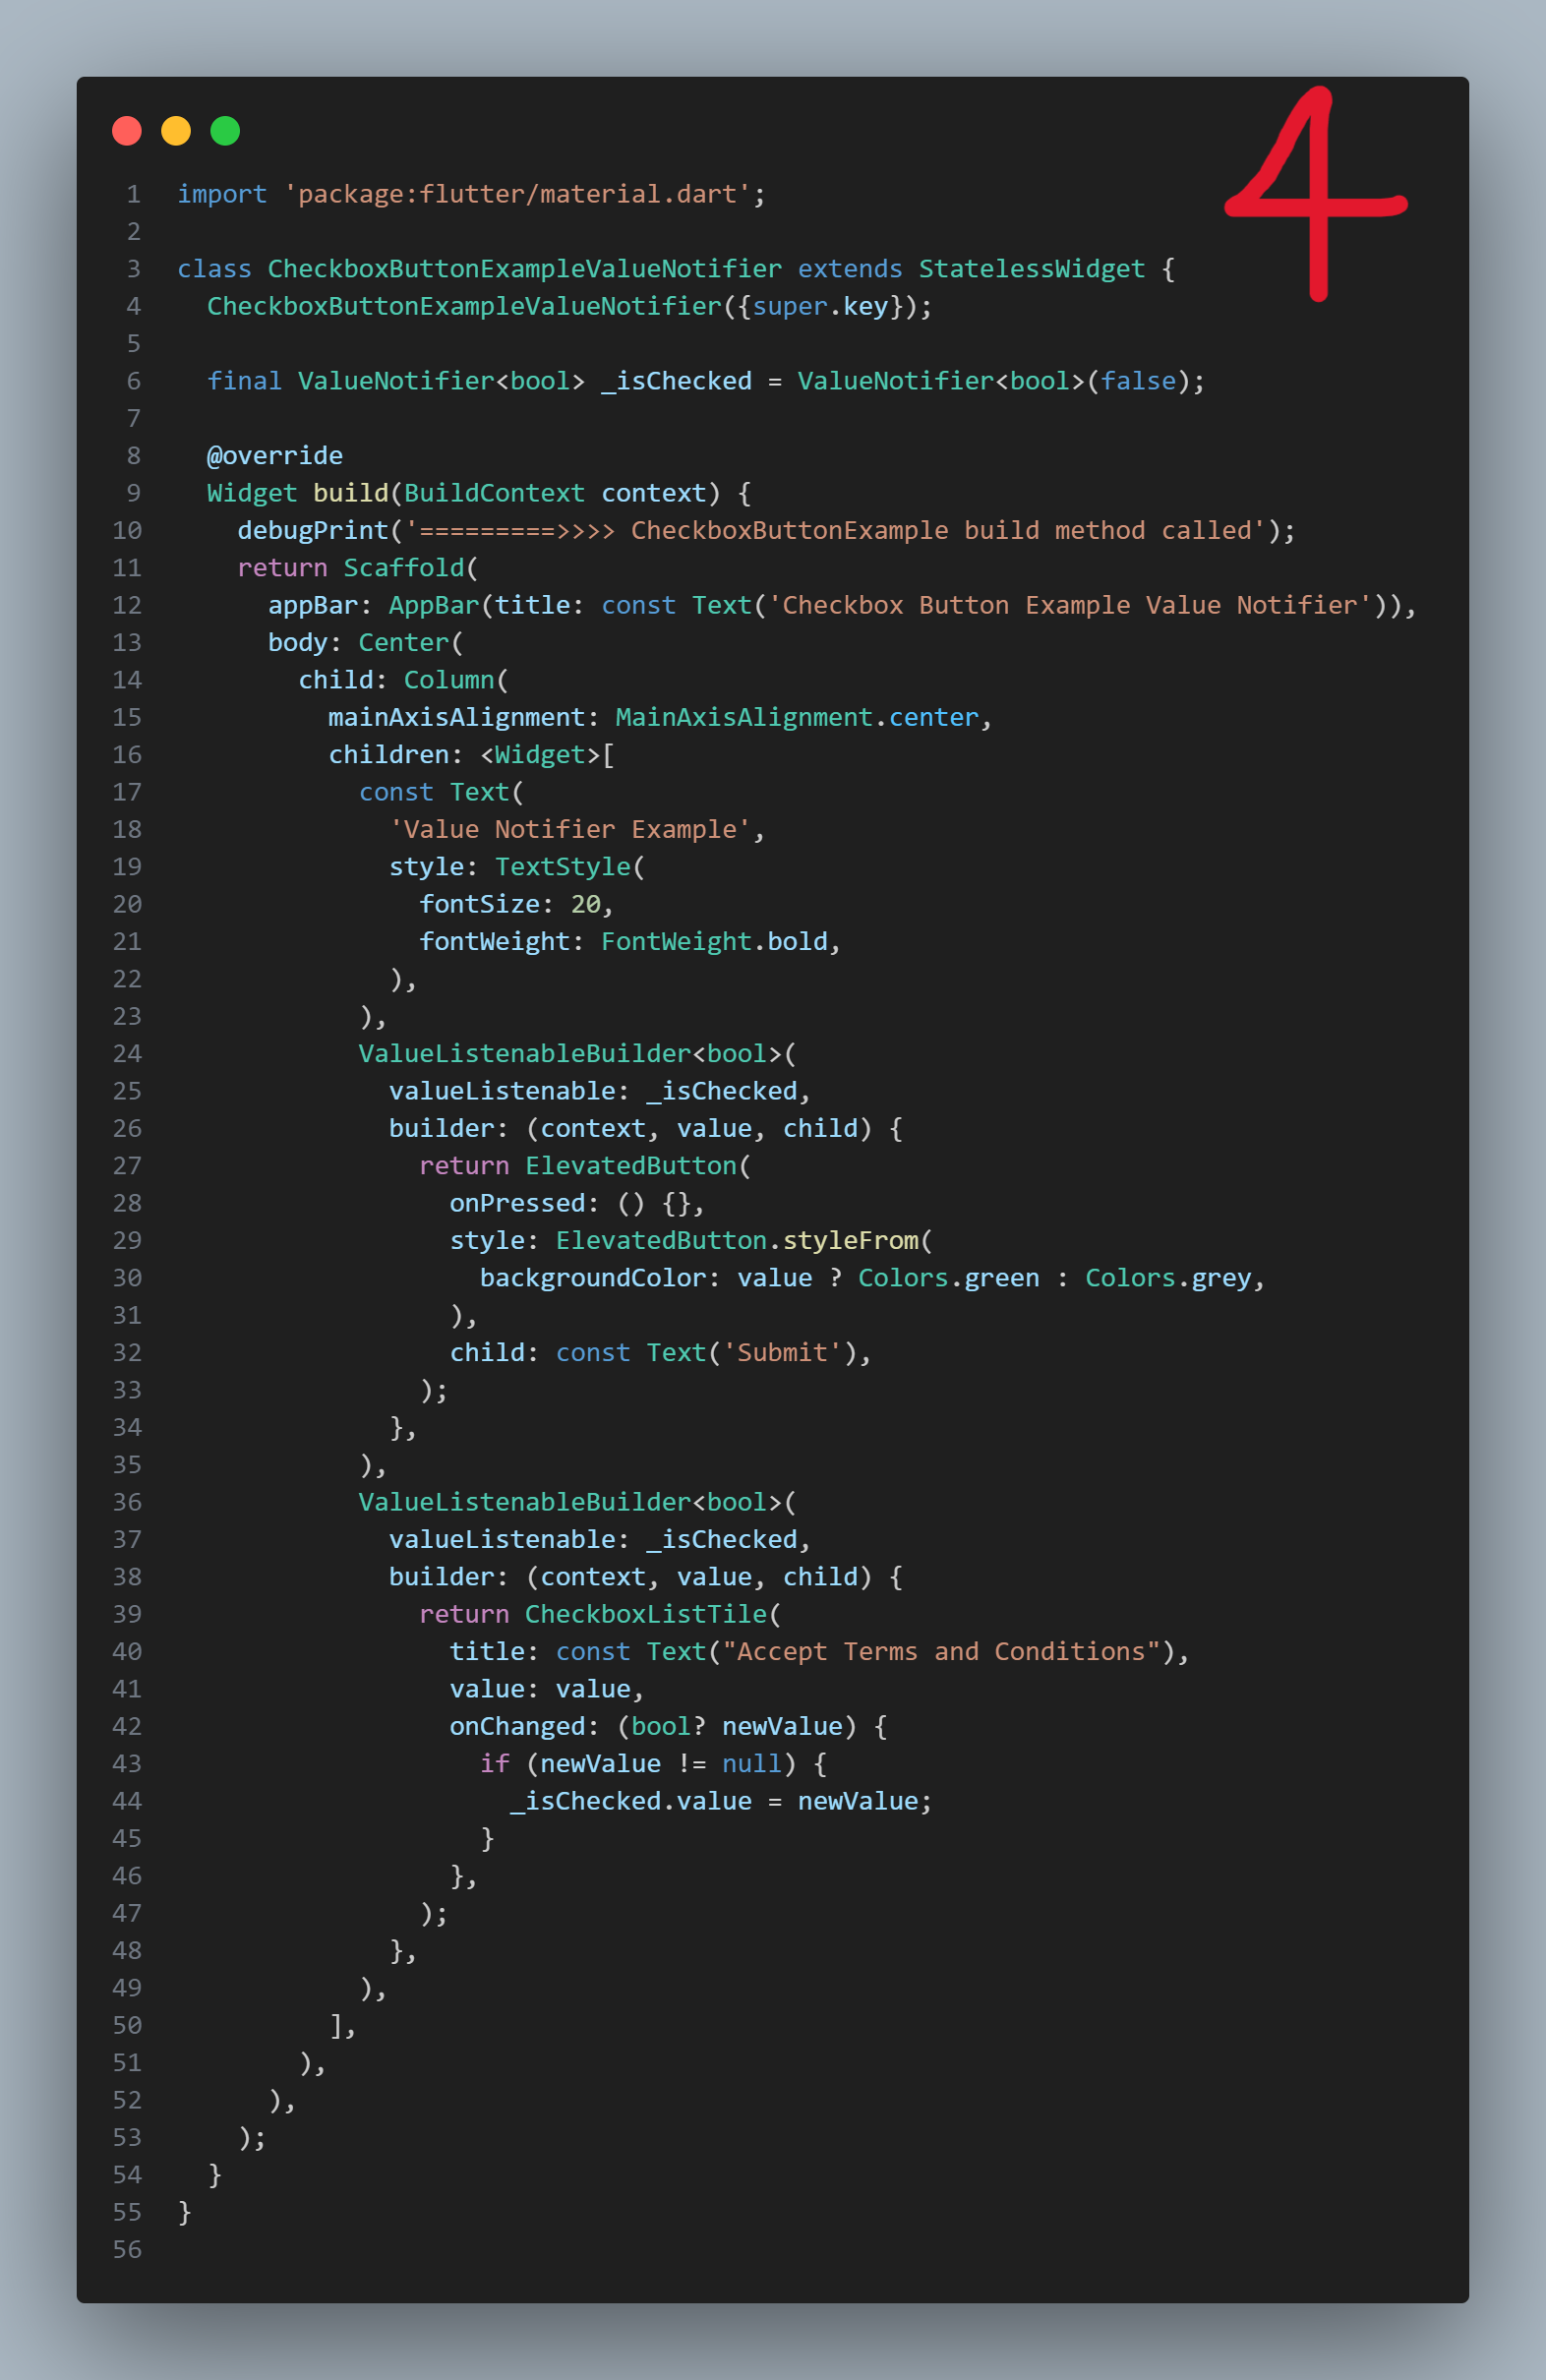 4
1 import 'package:flutter/material.dart';
2
3 class CheckboxButtonExampleValueNotifier extends StatelessWidget {
4   CheckboxButtonExampleValueNotifier({super.key});
5
6   final ValueNotifier<bool> _isChecked = ValueNotifier<bool>(false);
7
8   @override
9   Widget build(BuildContext context) {
10     debugPrint('=========>>>> CheckboxButtonExample build method called');
11     return Scaffold(
12       appBar: AppBar(title: const Text('Checkbox Button Example Value Notifier')),
13       body: Center(
14         child: Column(
15           mainAxisAlignment: MainAxisAlignment.center,
16           children: <Widget>[
17             const Text(
18               'Value Notifier Example',
19               style: TextStyle(
20                 fontSize: 20,
21                 fontWeight: FontWeight.bold,
22               ),
23             ),
24             ValueListenableBuilder<bool>(
25               valueListenable: _isChecked,
26               builder: (context, value, child) {
27                 return ElevatedButton(
28                   onPressed: () {},
29                   style: ElevatedButton.styleFrom(
30                     backgroundColor: value ? Colors.green : Colors.grey,
31                   ),
32                   child: const Text('Submit'),
33                 );
34               },
35             ),
36             ValueListenableBuilder<bool>(
37               valueListenable: _isChecked,
38               builder: (context, value, child) {
39                 return CheckboxListTile(
40                   title: const Text("Accept Terms and Conditions"),
41                   value: value,
42                   onChanged: (bool? newValue) {
43                     if (newValue != null) {
44                       _isChecked.value = newValue;
45                     }
46                   },
47                 );
48               },
49             ),
50           ],
51         ),
52       ),
53     );
54   }
55 }
56